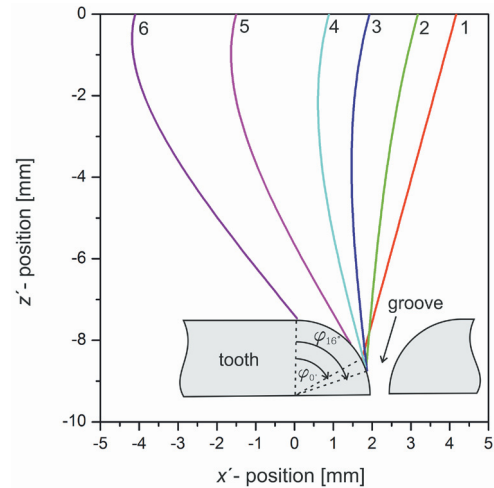 0
6
5
4
3
2
1
-2
-4
z´- position [mm]
-6
groove
-8
tooth
φ16°
φ0°
-10
-5 -4 -3 -2 -1 0 1 2 3 4 5
x´- position [mm]